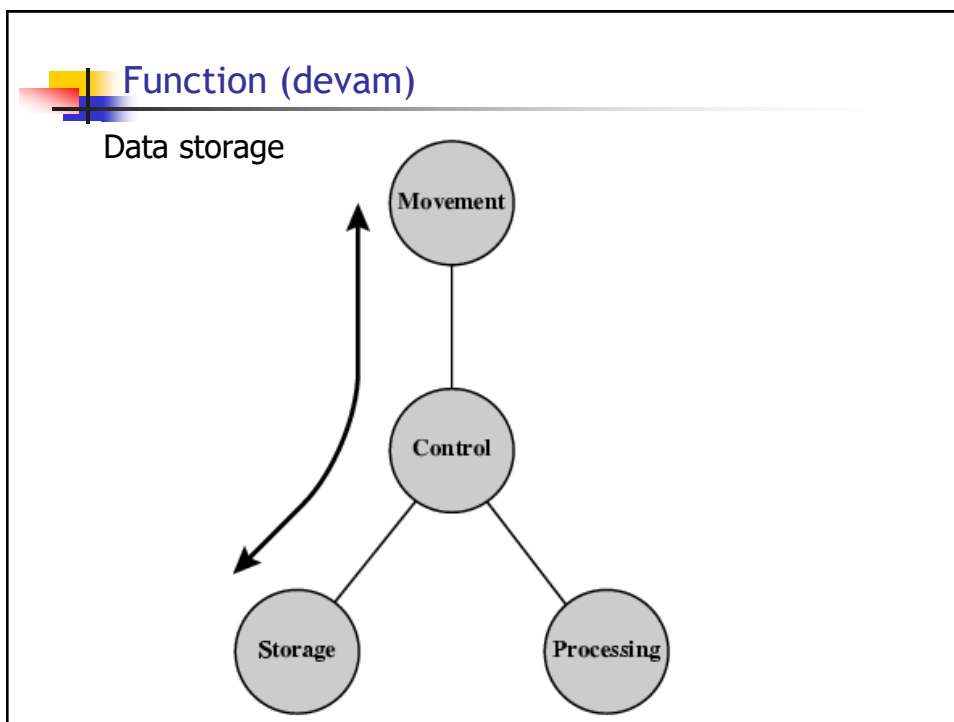 Function (devam)
Data storage
Movement
Control
Storage
Processing